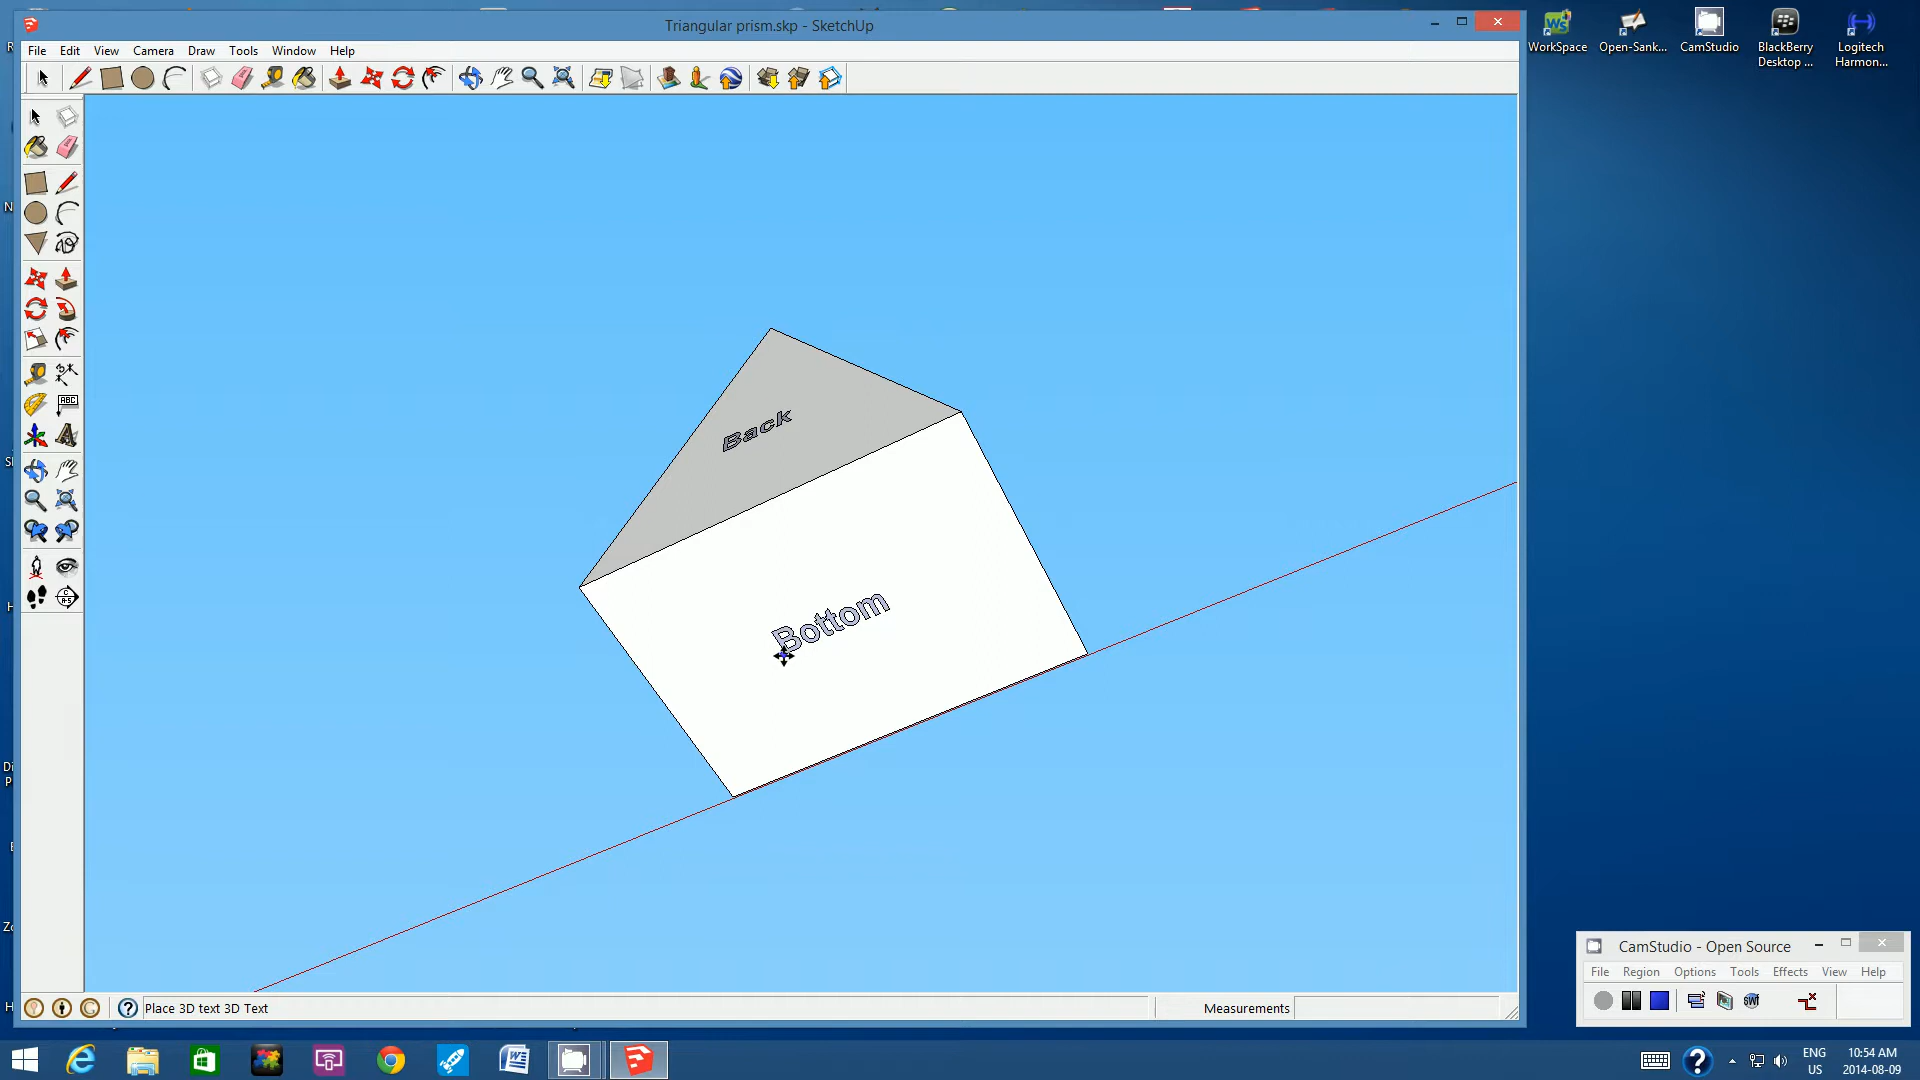 Triangular prism.skp - SketchUp
File Edit View Camera Draw Tools Window Help
WorkSpace Open-Sank... CamStudio BlackBerry Desktop ... Logitech Harmon...
ABC
Back
Bottom
Place 3D text 3D Text
Measurements
CamStudio - Open Source
File Region Options Tools Effects View Help
ENG US
10:54 AM
2014-08-09